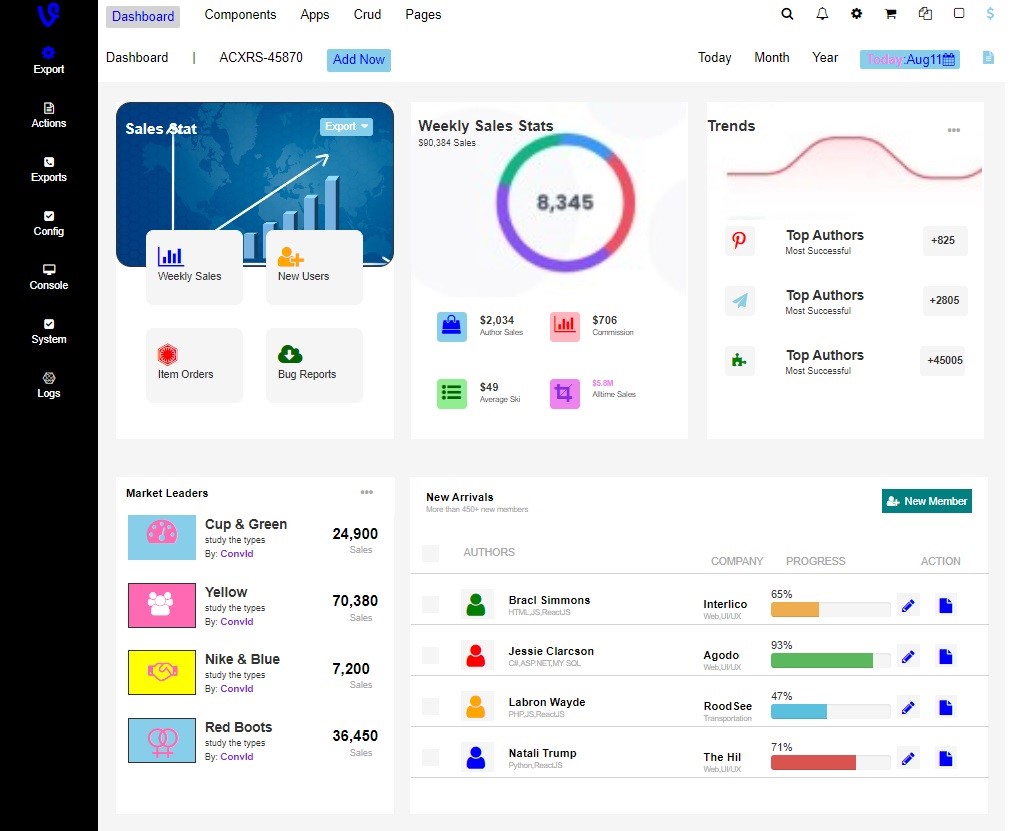 Dashboard Components Apps Crud Pages
Dashboard | ACXRS-45870 Add Now Today Month Year Today:Aug11
Export
Actions
Exports
Config
Console
System
Logs
Sales Stat Export
Weekly Sales New Users
Item Orders Bug Reports
Weekly Sales Stats
$90,384 Sales
8,345
$2,034 $706
Author Sales Commission
$49 $5.8M
Average Ski Alltime Sales
Trends
Top Authors +825
Most Successful
Top Authors +2805
Most Successful
Top Authors +45005
Most Successful
Market Leaders
Cup & Green 24,900
study the types Sales
By: ConvId
Yellow 70,380
study the types Sales
By: ConvId
Nike & Blue 7,200
study the types Sales
By: ConvId
Red Boots 36,450
study the types Sales
By: ConvId
New Arrivals New Member
More than 450+ new members
AUTHORS COMPANY PROGRESS ACTION
Bracl Simmons Interlico 65%
HTML,JS,ReactJS Web,UI/UX
Jessie Clarcson Agodo 93%
C#,ASP.NET,MY SQL Web,UI/UX
Labron Wayde RoodSee 47%
PHP,JS,ReactJS Transportation
Natali Trump The Hil 71%
Python,ReactJS Web,UI/UX